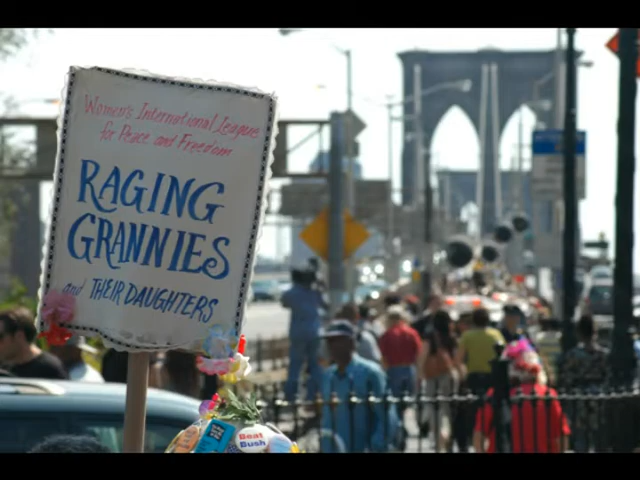 Women's International League
for Peace and Freedom
RAGING
GRANNIES
and THEIR DAUGHTERS
Beat
Bush